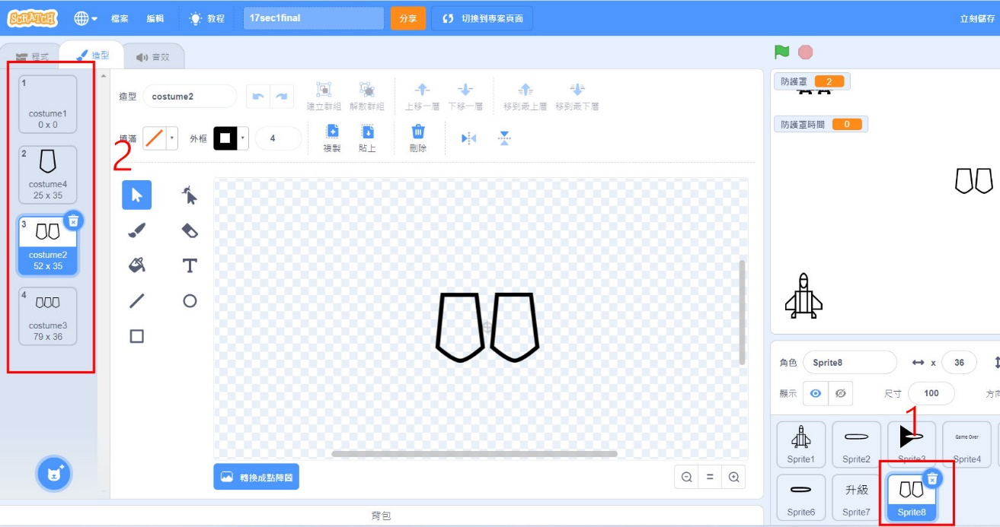 SCRATCH 檔案 編輯 教程 17sec1final 分享 切換到專案頁面 立刻儲存
程式 造型 音效
1
costume1
0 x 0
2
costume4
25 x 35
3
costume2
52 x 35
4
costume3
79 x 36
造型 costume2 建立群組 解散群組 上移一層 下移一層 移到最上層 移到最下層
填滿 外框 4 複製 貼上 刪除
2
T
轉換成點陣圖
背包
防護罩 2
防護罩時間 0
角色 Sprite8 x 36
顯示 尺寸 100 方向
1
Game Over
Sprite1 Sprite2 Sprite3 Sprite4
升級
Sprite6 Sprite7 Sprite8